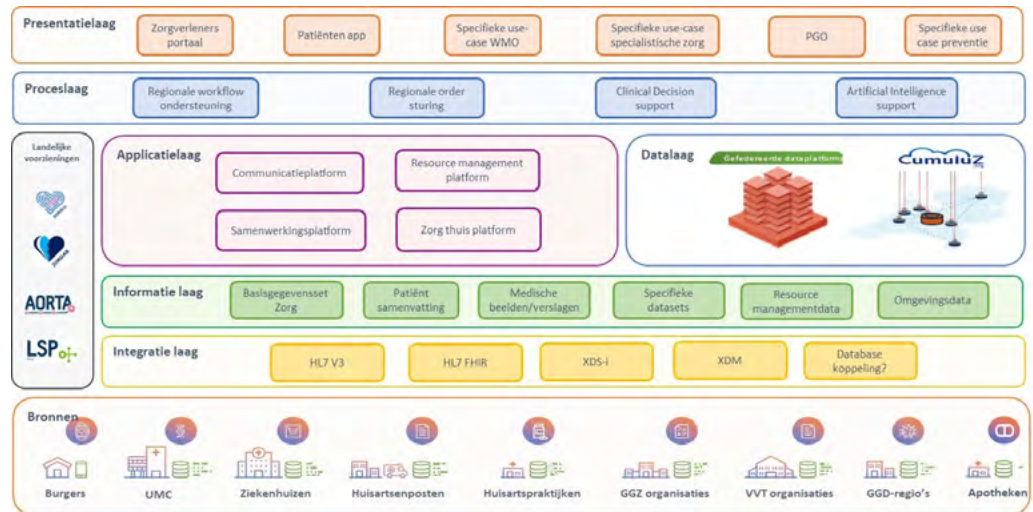 Presentatielaag
Zorgverleners
portaal
Patiënten app
Specifieke use-
case WMO
Specifieke use-case
specialistische zorg
PGO
Specifieke use
case preventie
Proceslaag
Regionale workflow
ondersteuning
Regionale order
sturing
Clinical Decision
support
Artificial Intelligence
support
Landelijke
voorzieningen
AORTA
LSP
Applicatielaag
Communicatieplatform
Resource management
platform
Samenwerkingsplatform
Zorg thuis platform
Datalaag
Gefedereerde dataplatforms
CumuluZ
Informatie laag
Basisgegevensset
Zorg
Patiënt
samenvatting
Medische
beelden/verslagen
Specifieke
datasets
Resource
managementdata
Omgevingsdata
Integratie laag
HL7 V3
HL7 FHIR
XDS-i
XDM
Database
koppeling?
Bronnen
Burgers
UMC
Ziekenhuizen
Huisartsenposten
Huisartspraktijken
GGZ organisaties
VVT organisaties
GGD-regio's
Apotheken